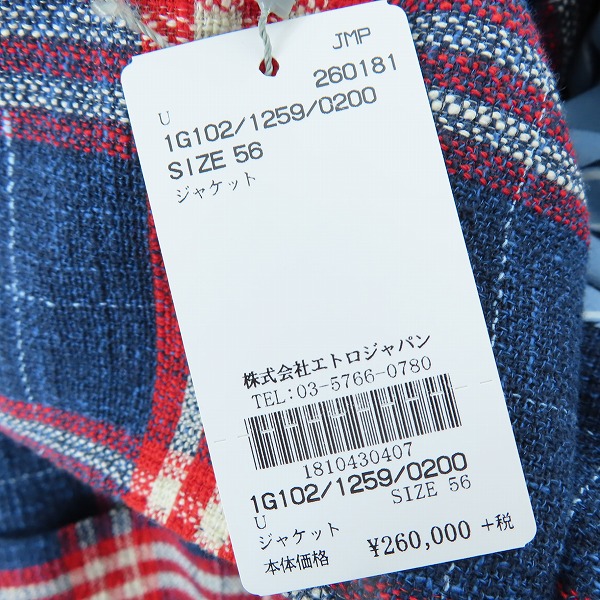 JMP
260181
U
1G102/1259/0200
SIZE 56
ジャケット
株式会社エトロジャパン
TEL:03-5766-0780
1810430407
1G102/1259/0200
U SIZE 56
ジャケット
本体価格 ¥260,000 +税